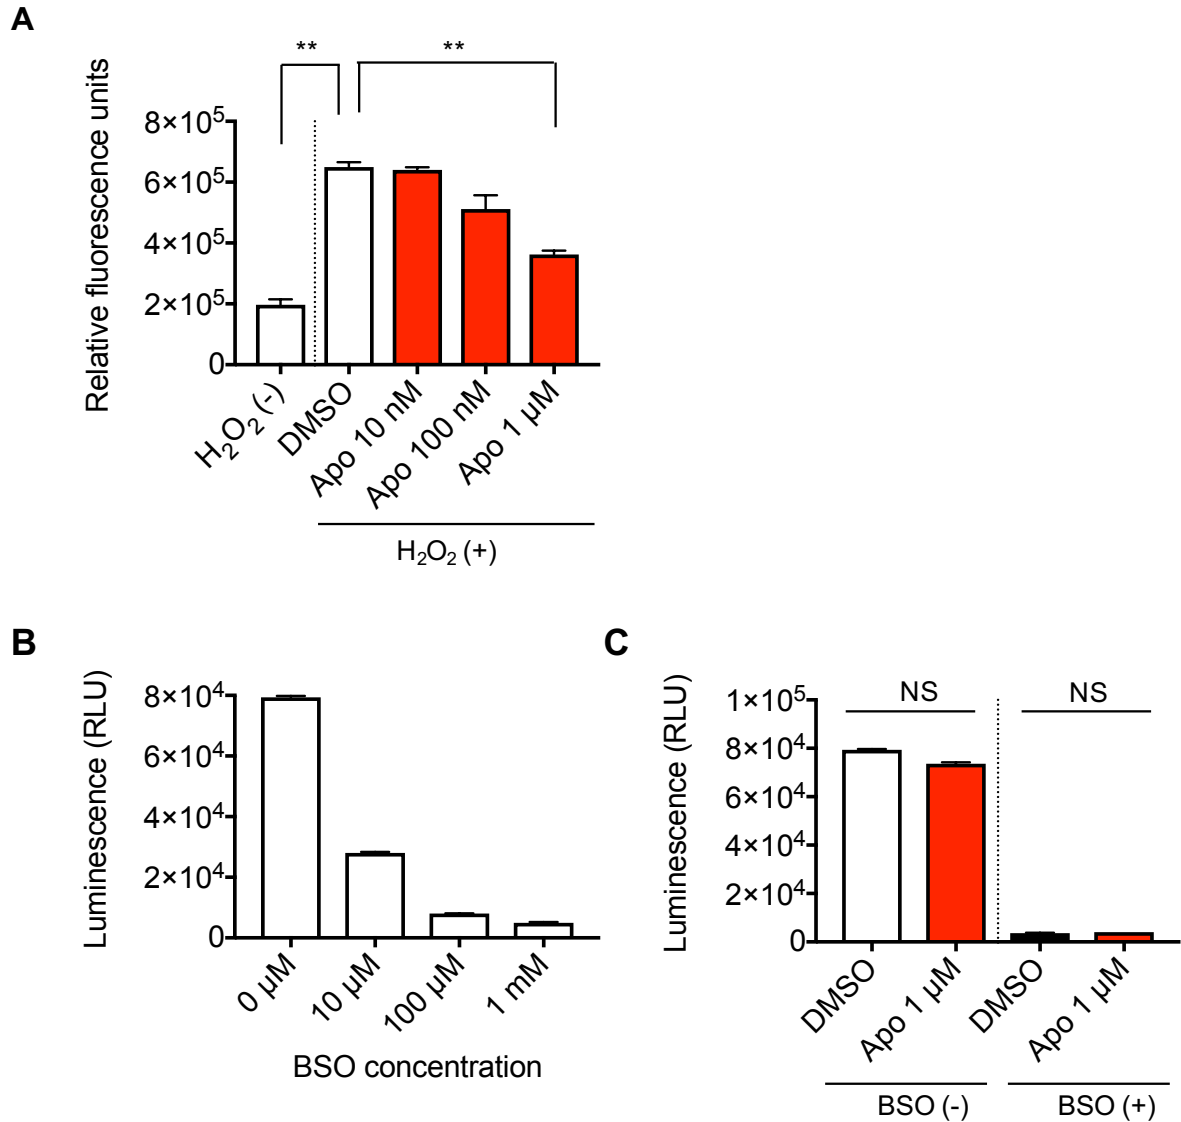 A
** **
Relative fluorescence units
8×10⁵
6×10⁵
4×10⁵
2×10⁵
0
H₂O₂ (-)
DMSO
Apo 10 nM
Apo 100 nM
Apo 1 µM
H₂O₂ (+)
B
Luminescence (RLU)
8×10⁴
6×10⁴
4×10⁴
2×10⁴
0
0 µM
10 µM
100 µM
1 mM
BSO concentration
C
Luminescence (RLU)
NS NS
1×10⁵
8×10⁴
6×10⁴
4×10⁴
2×10⁴
0
DMSO
Apo 1 µM
DMSO
Apo 1 µM
BSO (-) BSO (+)